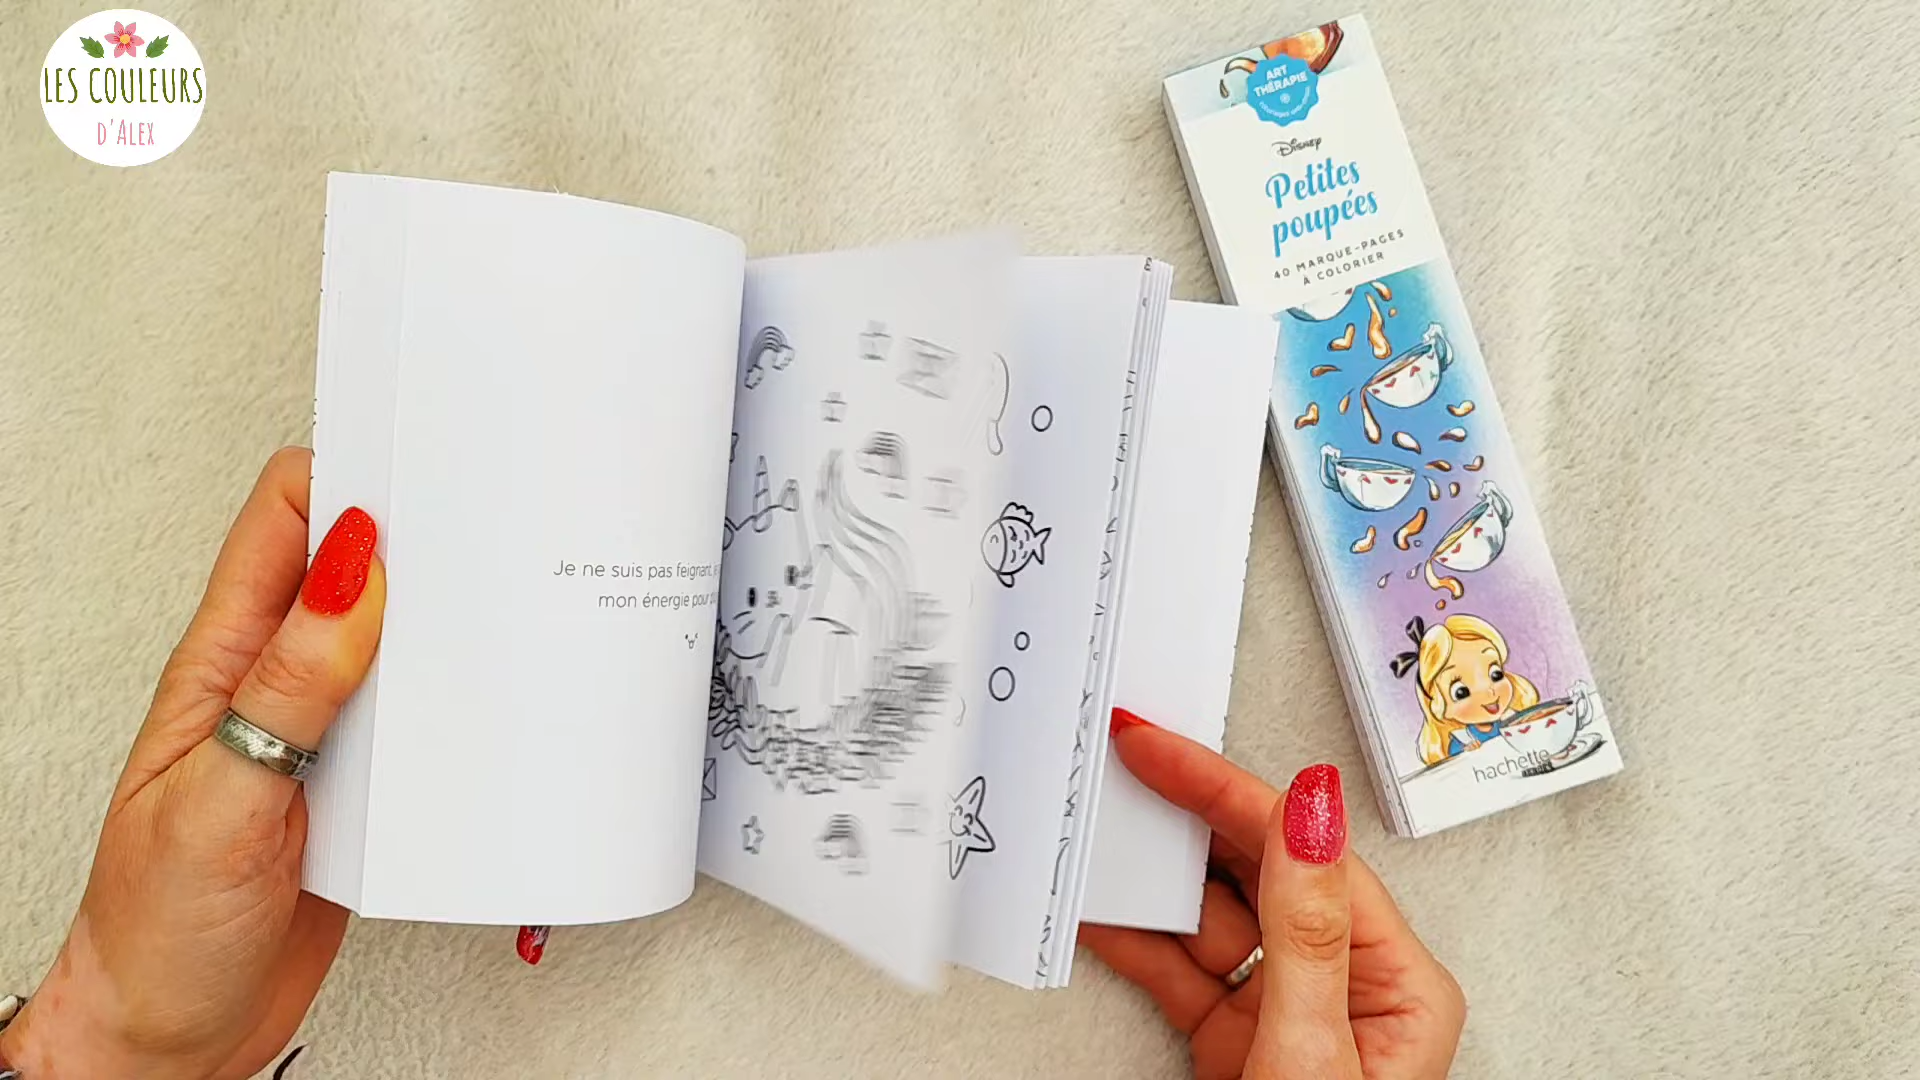 LES COULEURS
D'ALEX
ART
THÉRAPIE
DISNEY
Petites
poupées
40 MARQUE-PAGES
À COLORIER
Je ne suis pas feignant,
mon énergie pour
hachette